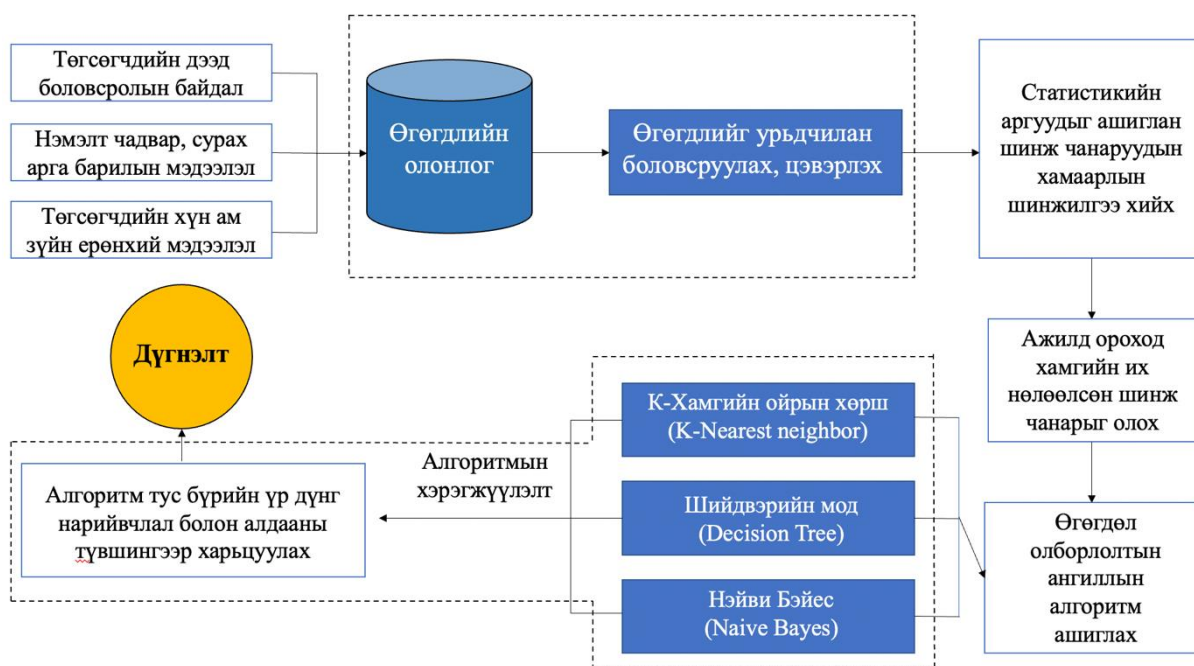 Төгсөгчдийн дээд
боловсролын байдал
Нэмэлт чадвар, сурах
арга барилын мэдээлэл
Төгсөгчдийн хүн ам
зүйн ерөнхий мэдээлэл
Өгөгдлийн
олонлог
Өгөгдлийг урьдчилан
боловсруулах, цэвэрлэх
Статистикийн
аргуудыг ашиглан
шинж чанаруудын
хамаарлын
шинжилгээ хийх
Ажилд ороход
хамгийн их
нөлөөлсөн шинж
чанарыг олох
Өгөгдөл
олборлолтын
ангиллын
алгоритм
ашиглах
К-Хамгийн ойрын хөрш
(K-Nearest neighbor)
Шийдвэрийн мод
(Decision Tree)
Нэйви Бэйес
(Naive Bayes)
Алгоритмын
хэрэгжүүлэлт
Алгоритм тус бүрийн үр дүнг
нарийвчлал болон алдааны
түвшингээр харьцуулах
Дүгнэлт